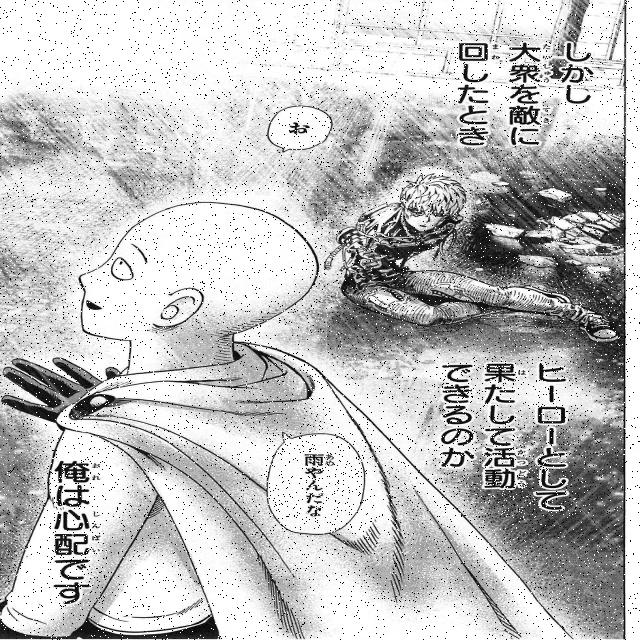 しかし
大衆を敵に
回したとき
お
ヒーローとして
果たして活動
できるのか
雨やんだな
俺は心配です